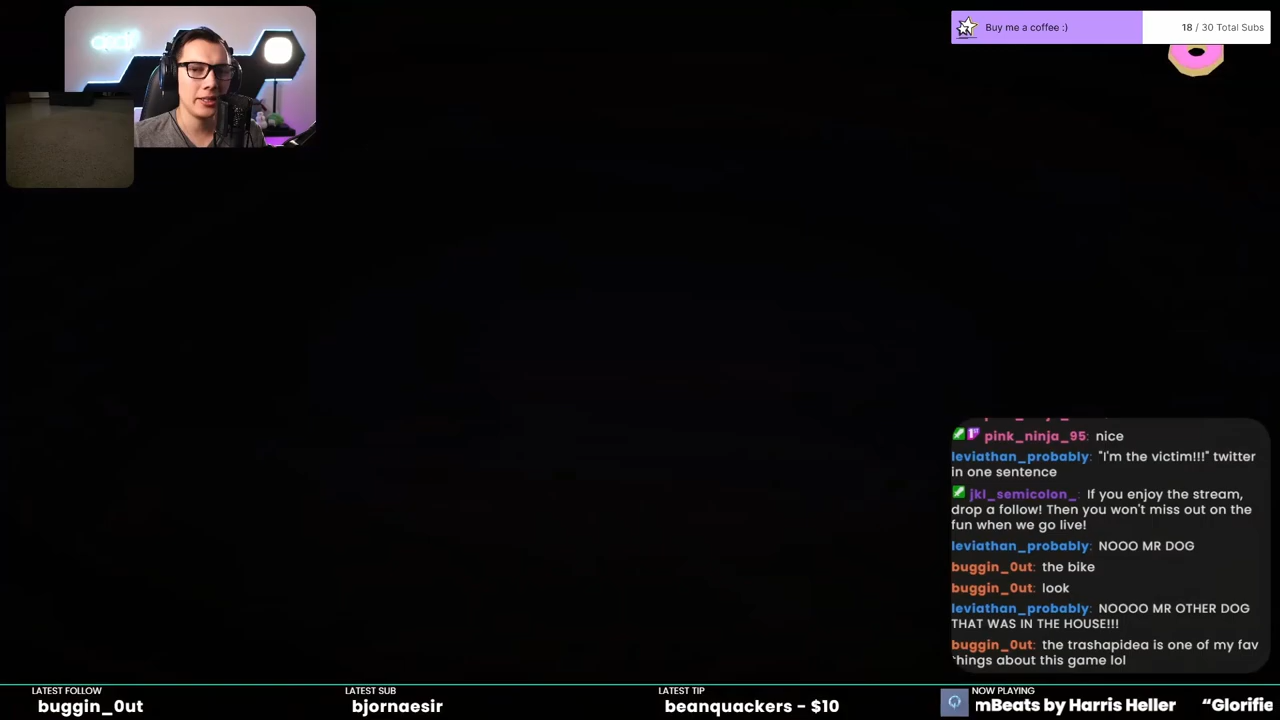 Buy me a coffee :)
18 / 30 Total Subs
pink_ninja_95: nice
leviathan_probably: "I'm the victim!!!" twitter
in one sentence
jkl_semicolon_: If you enjoy the stream,
drop a follow! Then you won't miss out on the
fun when we go live!
leviathan_probably: NOOO MR DOG
buggin_0ut: the bike
buggin_0ut: look
leviathan_probably: NOOOO MR OTHER DOG
THAT WAS IN THE HOUSE!!!
buggin_0ut: the trashapidea is one of my fav
things about this game lol
LATEST FOLLOW
buggin_0ut
LATEST SUB
bjornaesir
LATEST TIP
beanquackers - $10
NOW PLAYING
mBeats by Harris Heller “Glorifie